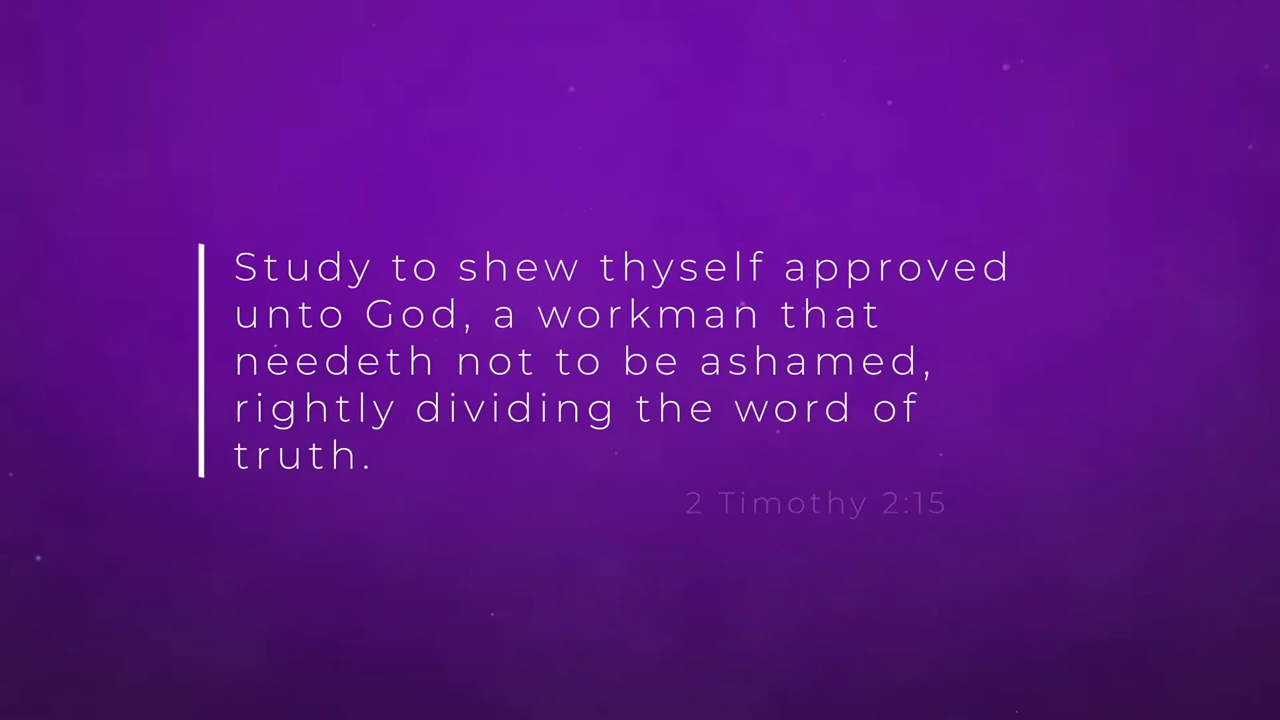 Study to shew thyself approved
unto God, a workman that
needeth not to be ashamed,
rightly dividing the word of
truth.
2 Timothy 2:15